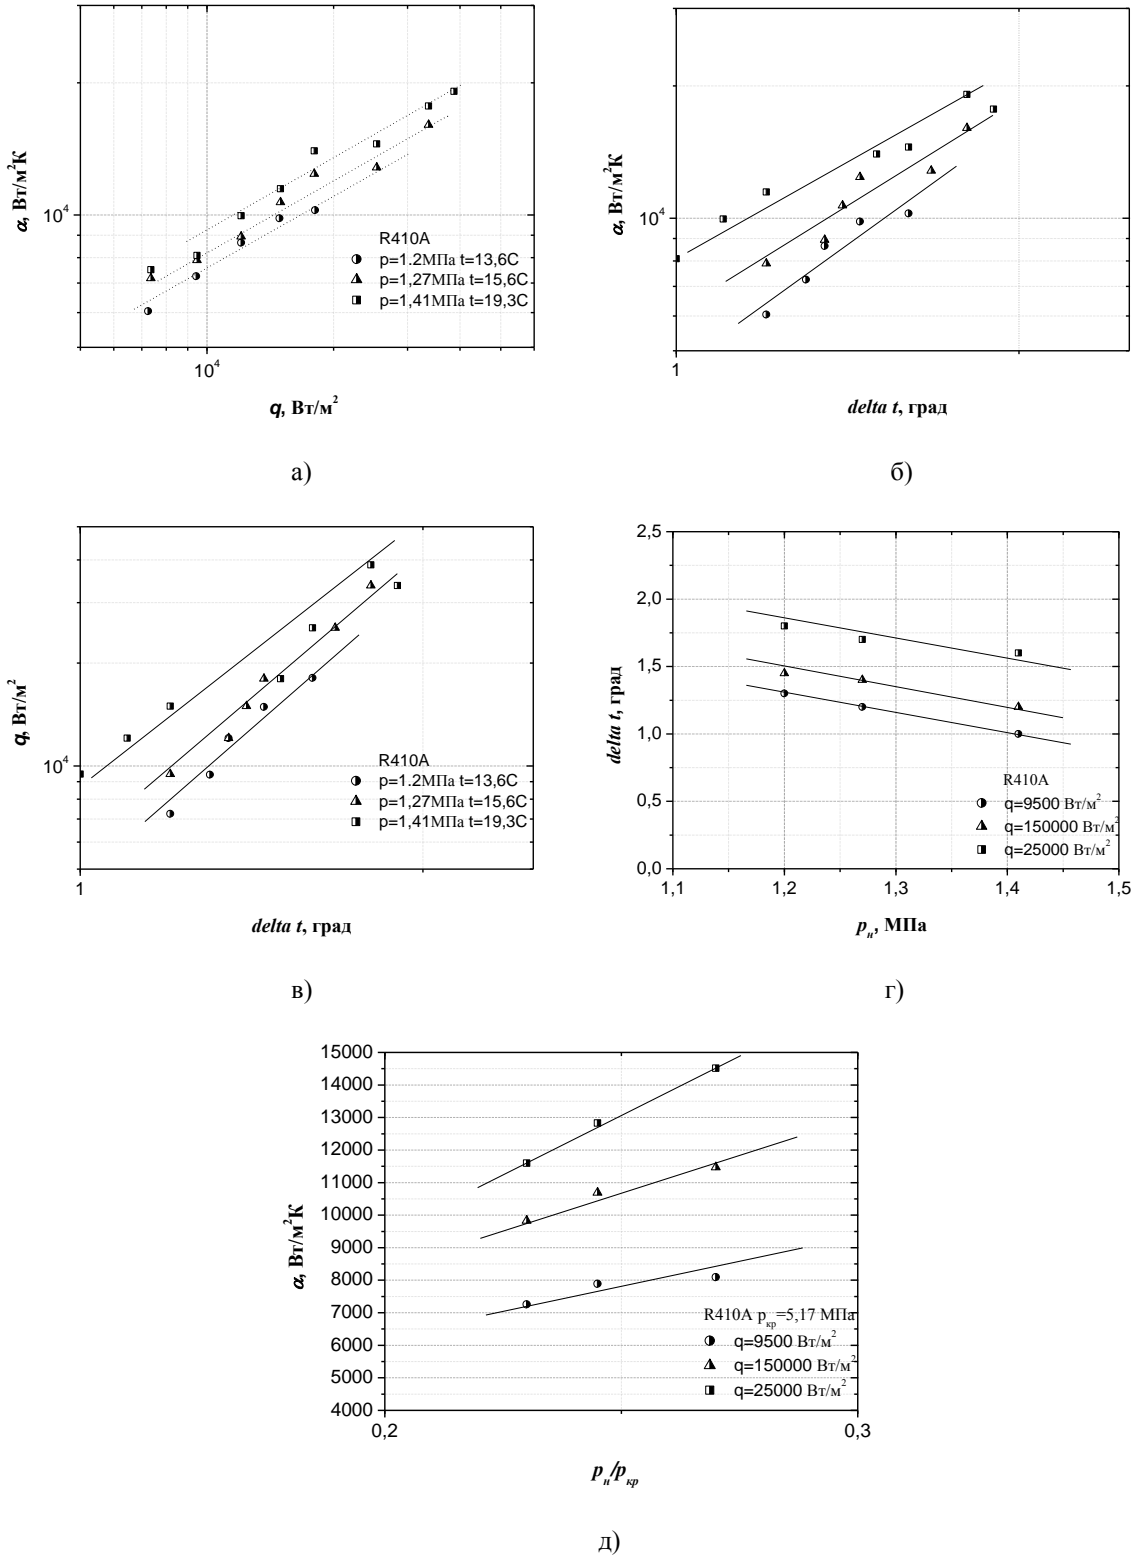 α, Вт/м²К
10⁴
R410A
p=1.2МПа t=13,6C
p=1,27МПа t=15,6C
p=1,41МПа t=19,3C
10⁴
q, Вт/м²
а)
α, Вт/м²К
10⁴
1
delta t, град
б)
q, Вт/м²
10⁴
R410A
p=1.2МПа t=13,6C
p=1,27МПа t=15,6C
p=1,41МПа t=19,3C
1
delta t, град
в)
delta t, град
2,5
2,0
1,5
1,0
0,5
0,0
R410A
q=9500 Вт/м²
q=150000 Вт/м²
q=25000 Вт/м²
1,1 1,2 1,3 1,4 1,5
pн, МПа
г)
α, Вт/м²К
15000
14000
13000
12000
11000
10000
9000
8000
7000
6000
5000
4000
R410A pкр=5,17 МПа
q=9500 Вт/м²
q=150000 Вт/м²
q=25000 Вт/м²
0,2 0,3
pн/pкр
д)